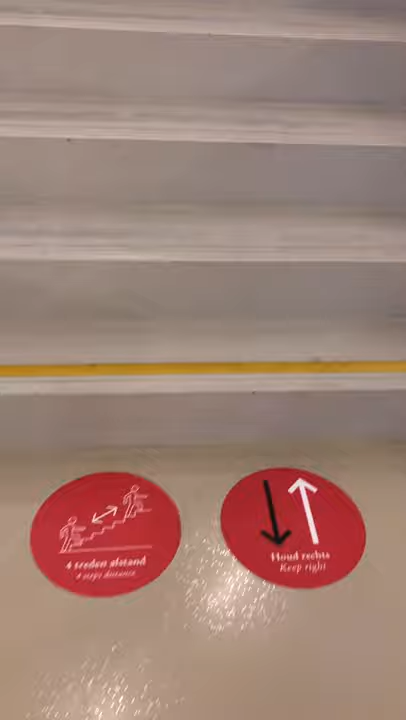 4 treden afstand
4 steps distance
Houd rechts
Keep right